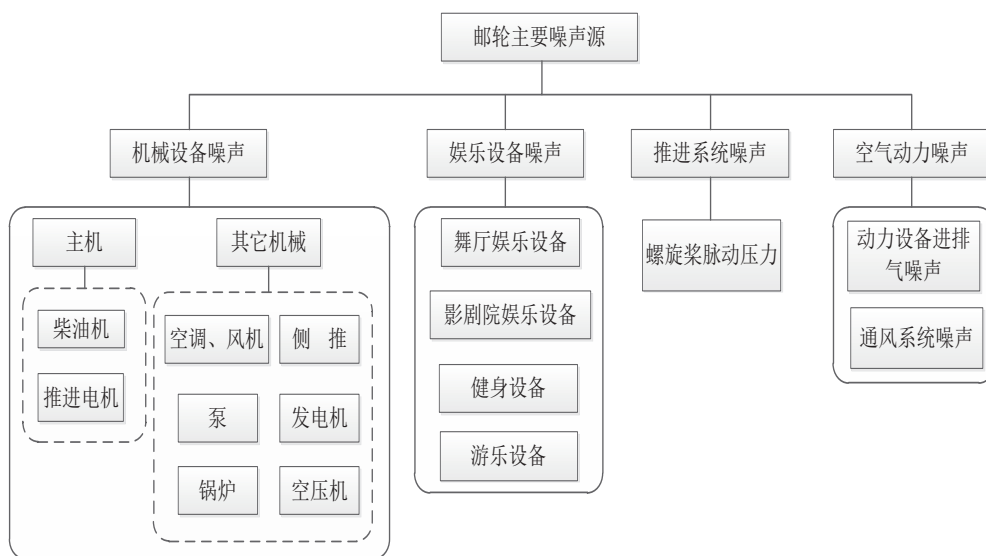 邮轮主要噪声源
机械设备噪声
娱乐设备噪声
推进系统噪声
空气动力噪声
主机
其它机械
柴油机
推进电机
空调、风机
侧 推
泵
发电机
锅炉
空压机
舞厅娱乐设备
影剧院娱乐设备
健身设备
游乐设备
螺旋桨脉动压力
动力设备进排
气噪声
通风系统噪声